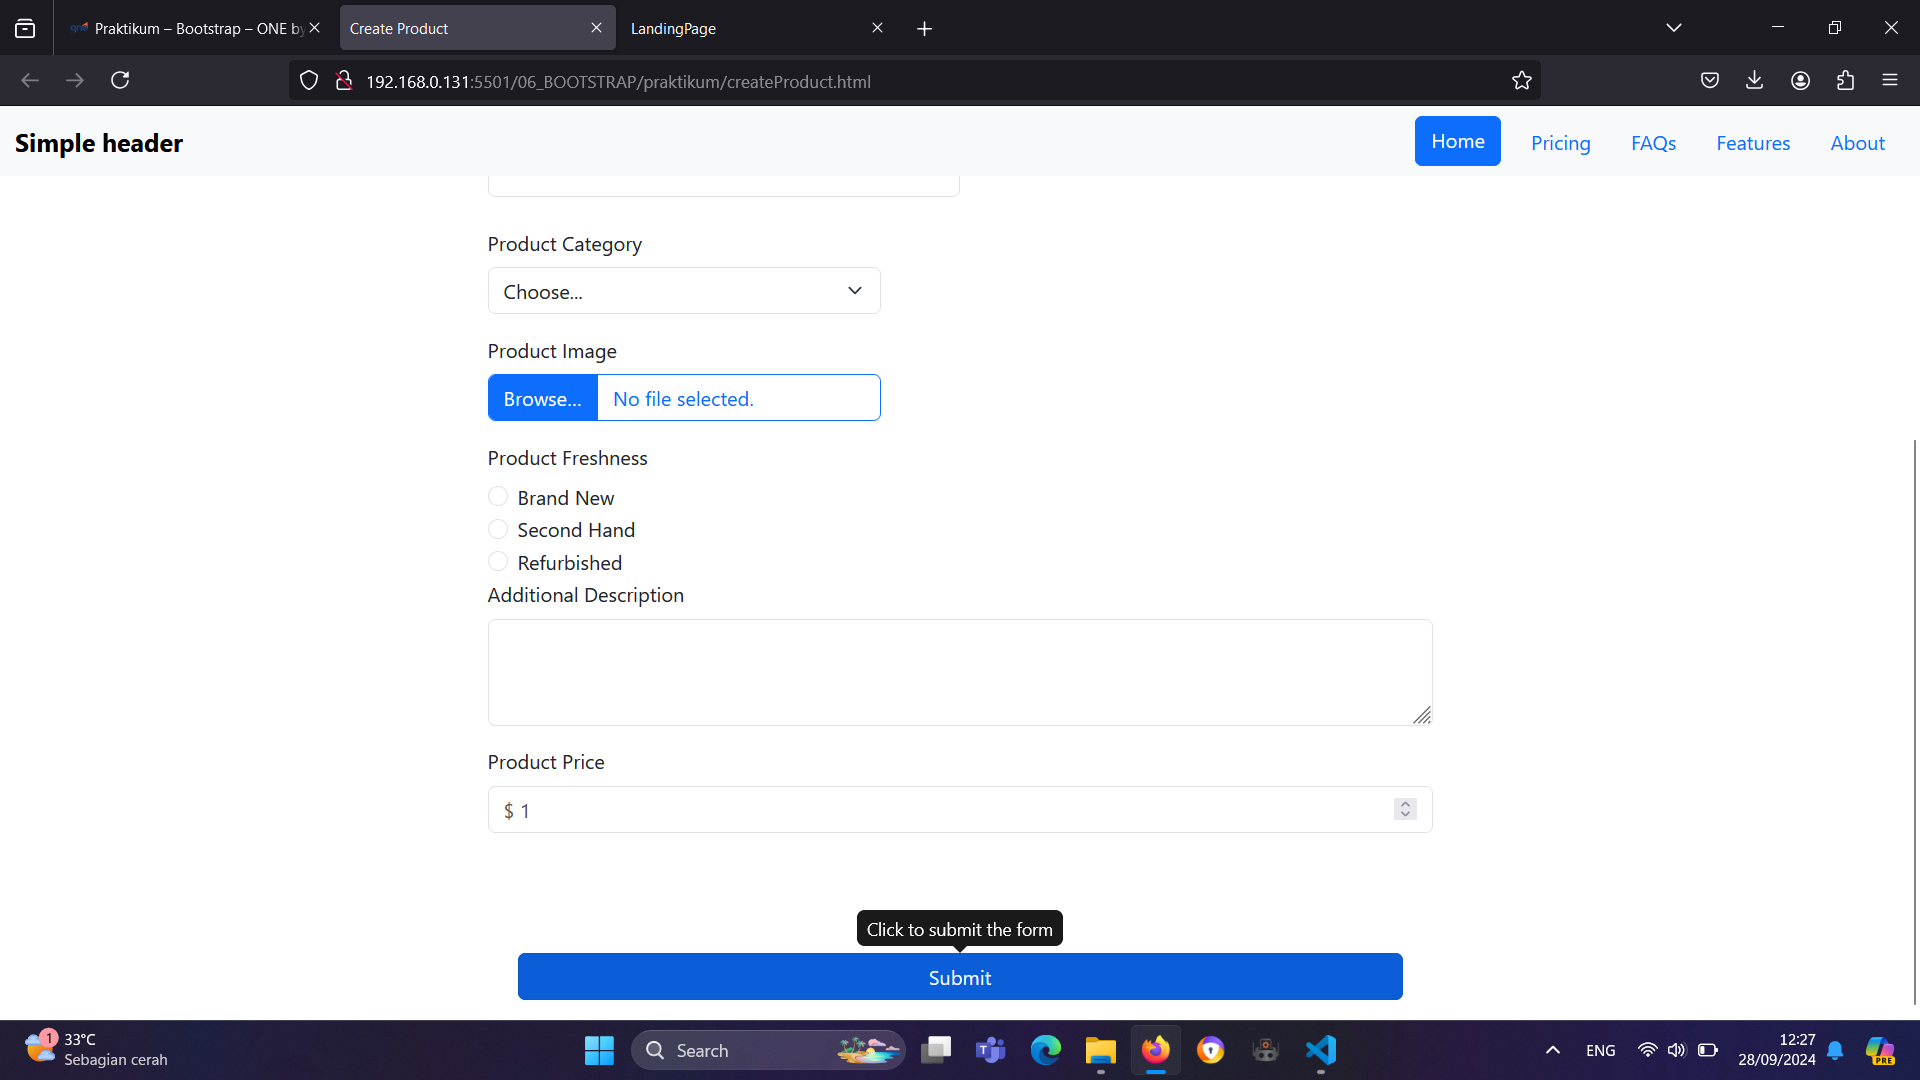 Praktikum – Bootstrap – ONE by
Create Product
LandingPage
192.168.0.131:5501/06_BOOTSTRAP/praktikum/createProduct.html
Simple header
Home
Pricing
FAQs
Features
About
Product Category
Choose...
Product Image
Browse...
No file selected.
Product Freshness
Brand New
Second Hand
Refurbished
Additional Description
Product Price
$ 1
Click to submit the form
Submit
1
33°C
Sebagian cerah
Search
ENG
12:27
28/09/2024
PRE